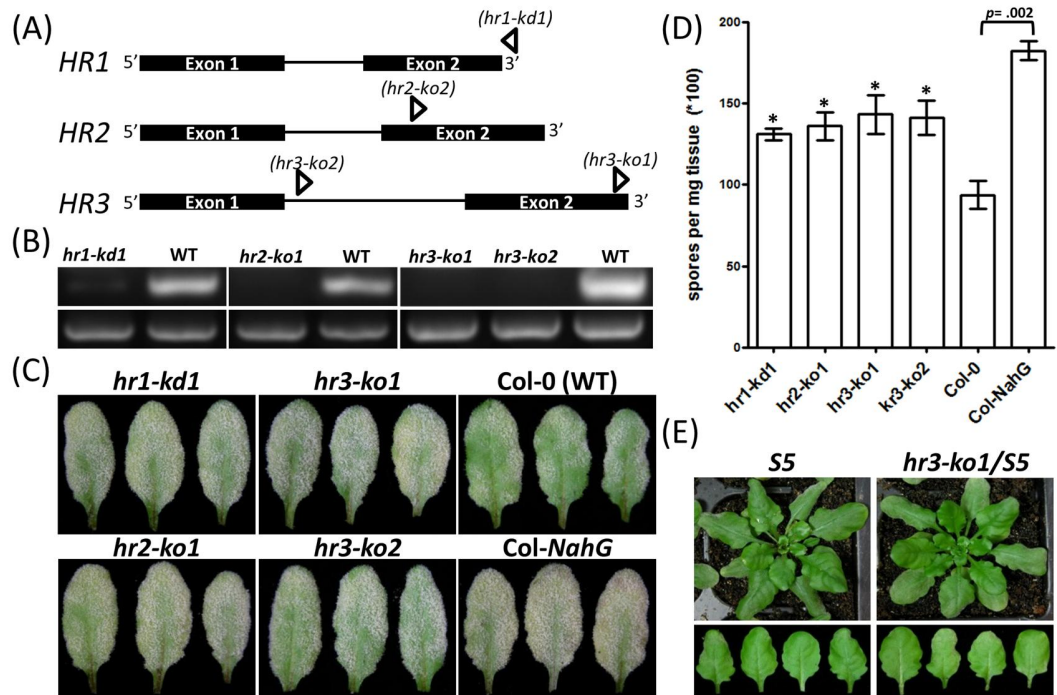 (A)
(hr1-kd1)
HR1 5’ Exon 1 Exon 2 3’
(hr2-ko2)
HR2 5’ Exon 1 Exon 2 3’
(hr3-ko2) (hr3-ko1)
HR3 5’ Exon 1 Exon 2 3’
(B)
hr1-kd1 WT hr2-ko1 WT hr3-ko1 hr3-ko2 WT
(C)
hr1-kd1 hr3-ko1 Col-0 (WT)
hr2-ko1 hr3-ko2 Col-NahG
(D)
p= .002
spores per mg tissue (*100)
200
150
100
50
0
* * * *
hr1-kd1 hr2-ko1 hr3-ko1 kr3-ko2 Col-0 Col-NahG
(E)
S5 hr3-ko1/S5